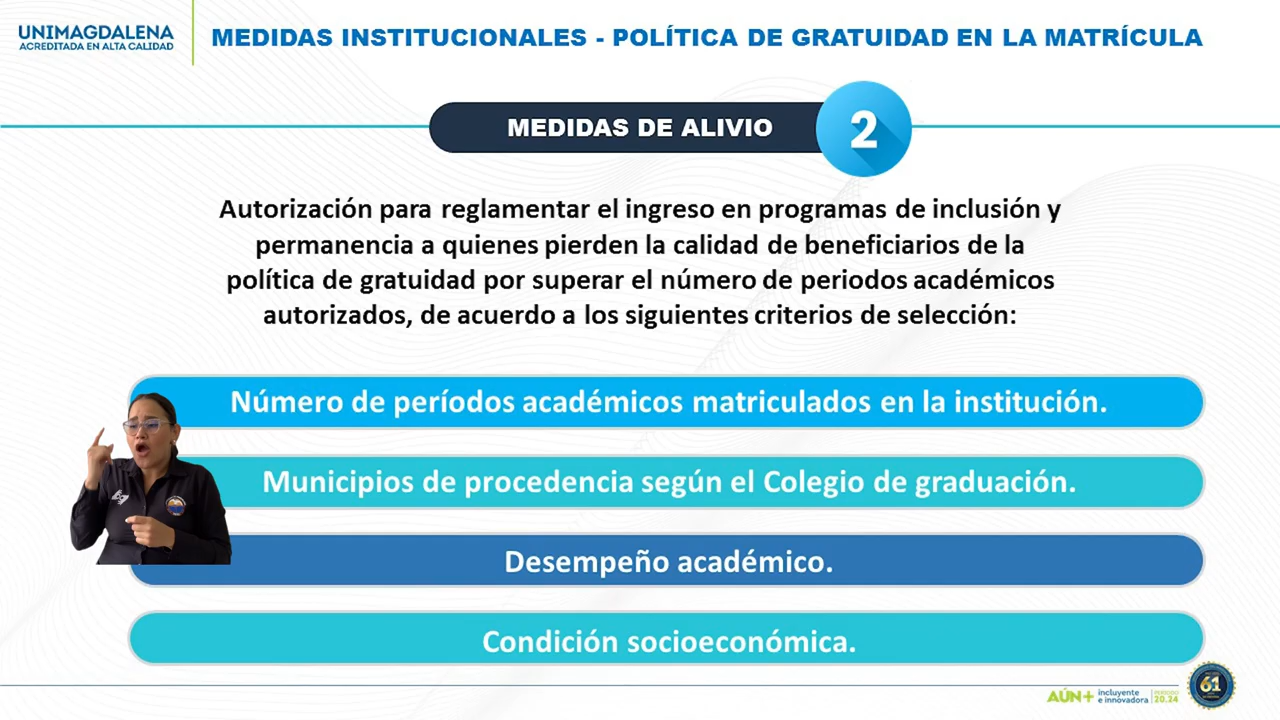 UNIMAGDALENA
ACREDITADA EN ALTA CALIDAD
MEDIDAS INSTITUCIONALES - POLÍTICA DE GRATUIDAD EN LA MATRÍCULA
MEDIDAS DE ALIVIO
2
Autorización para reglamentar el ingreso en programas de inclusión y
permanencia a quienes pierden la calidad de beneficiarios de la
política de gratuidad por superar el número de periodos académicos
autorizados, de acuerdo a los siguientes criterios de selección:
Número de períodos académicos matriculados en la institución.
Municipios de procedencia según el Colegio de graduación.
Desempeño académico.
Condición socioeconómica.
AÚN+
incluyente
e innovadora
PERÍODO
20.24
61